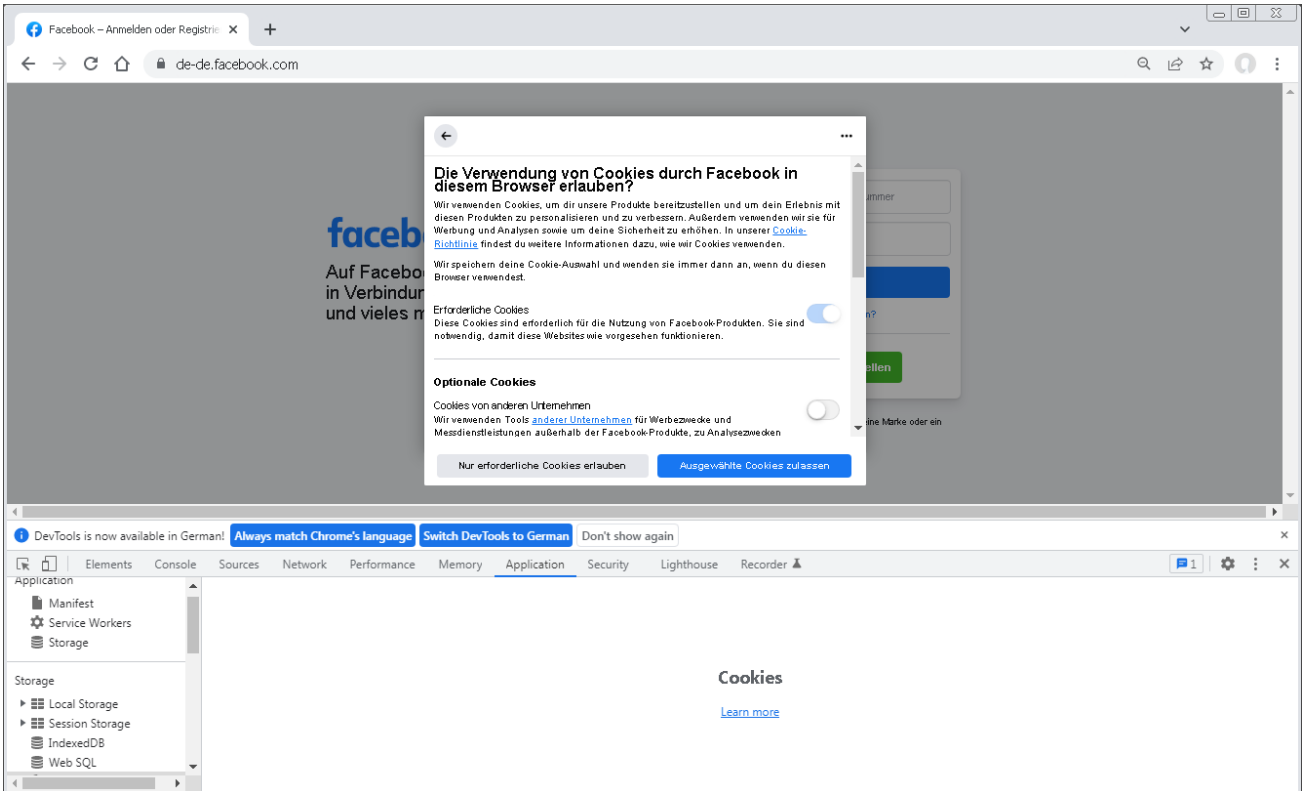 Facebook – Anmelden oder Registrie
de-de.facebook.com
Die Verwendung von Cookies durch Facebook in
diesem Browser erlauben?
Wir verwenden Cookies, um dir unsere Produkte bereitzustellen und um dein Erlebnis mit
diesen Produkten zu personalisieren und zu verbessern. Außerdem verwenden wir sie für
Werbung und Analysen sowie um deine Sicherheit zu erhöhen. In unserer Cookie-
Richtlinie findest du weitere Informationen dazu, wie wir Cookies verwenden.
Wir speichern deine Cookie-Auswahl und wenden sie immer dann an, wenn du diesen
Browser verwendest.
Erforderliche Cookies
Diese Cookies sind erforderlich für die Nutzung von Facebook-Produkten. Sie sind
notwendig, damit diese Websites wie vorgesehen funktionieren.
Optionale Cookies
Cookies von anderen Unternehmen
Wir verwenden Tools anderer Unternehmen für Werbezwecke und
Messdienstleistungen außerhalb der Facebook-Produkte, zu Analysezwecken
Nur erforderliche Cookies erlauben
Ausgewählte Cookies zulassen
faceb
Auf Facebo
in Verbindun
und vieles m
ummer
n?
ellen
ine Marke oder ein
DevTools is now available in German! Always match Chrome's language Switch DevTools to German Don't show again
Elements Console Sources Network Performance Memory Application Security Lighthouse Recorder 1
Application
Manifest
Service Workers
Storage
Storage
Local Storage
Session Storage
IndexedDB
Web SQL
Cookies
Learn more